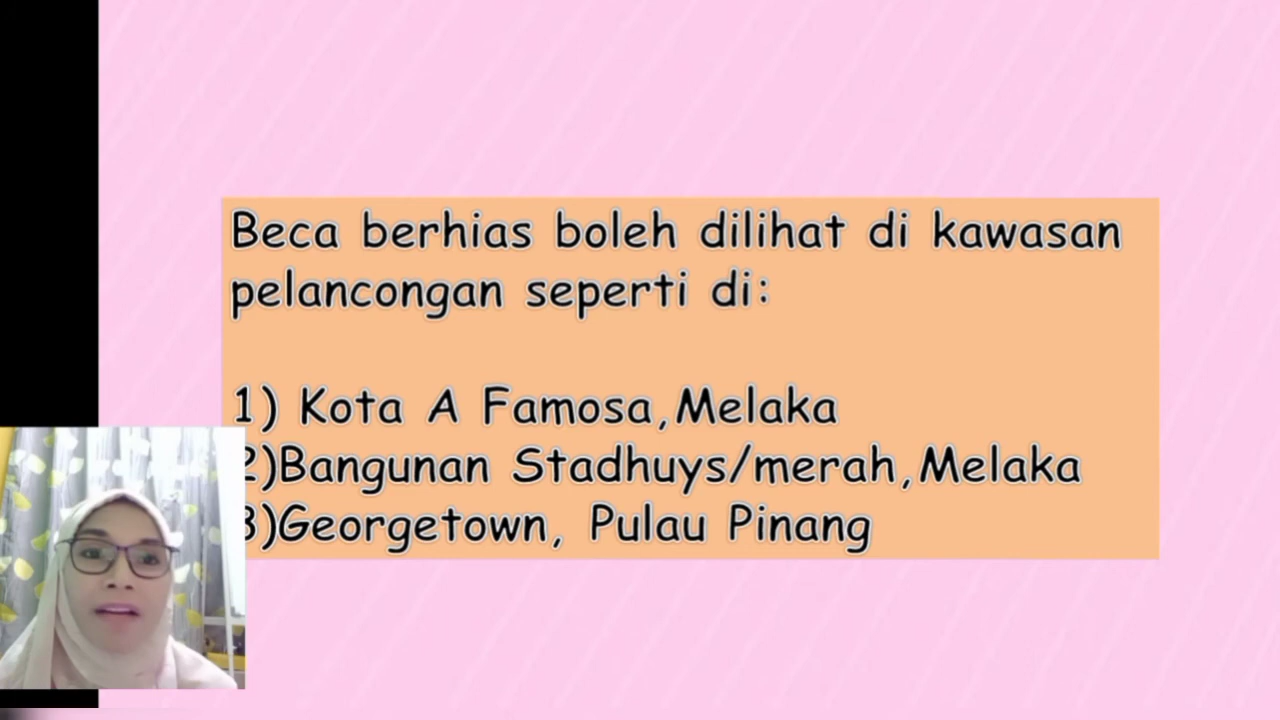 Beca berhias boleh dilihat di kawasan
pelancongan seperti di:
1) Kota A Famosa,Melaka
2)Bangunan Stadhuys/merah,Melaka
3)Georgetown, Pulau Pinang